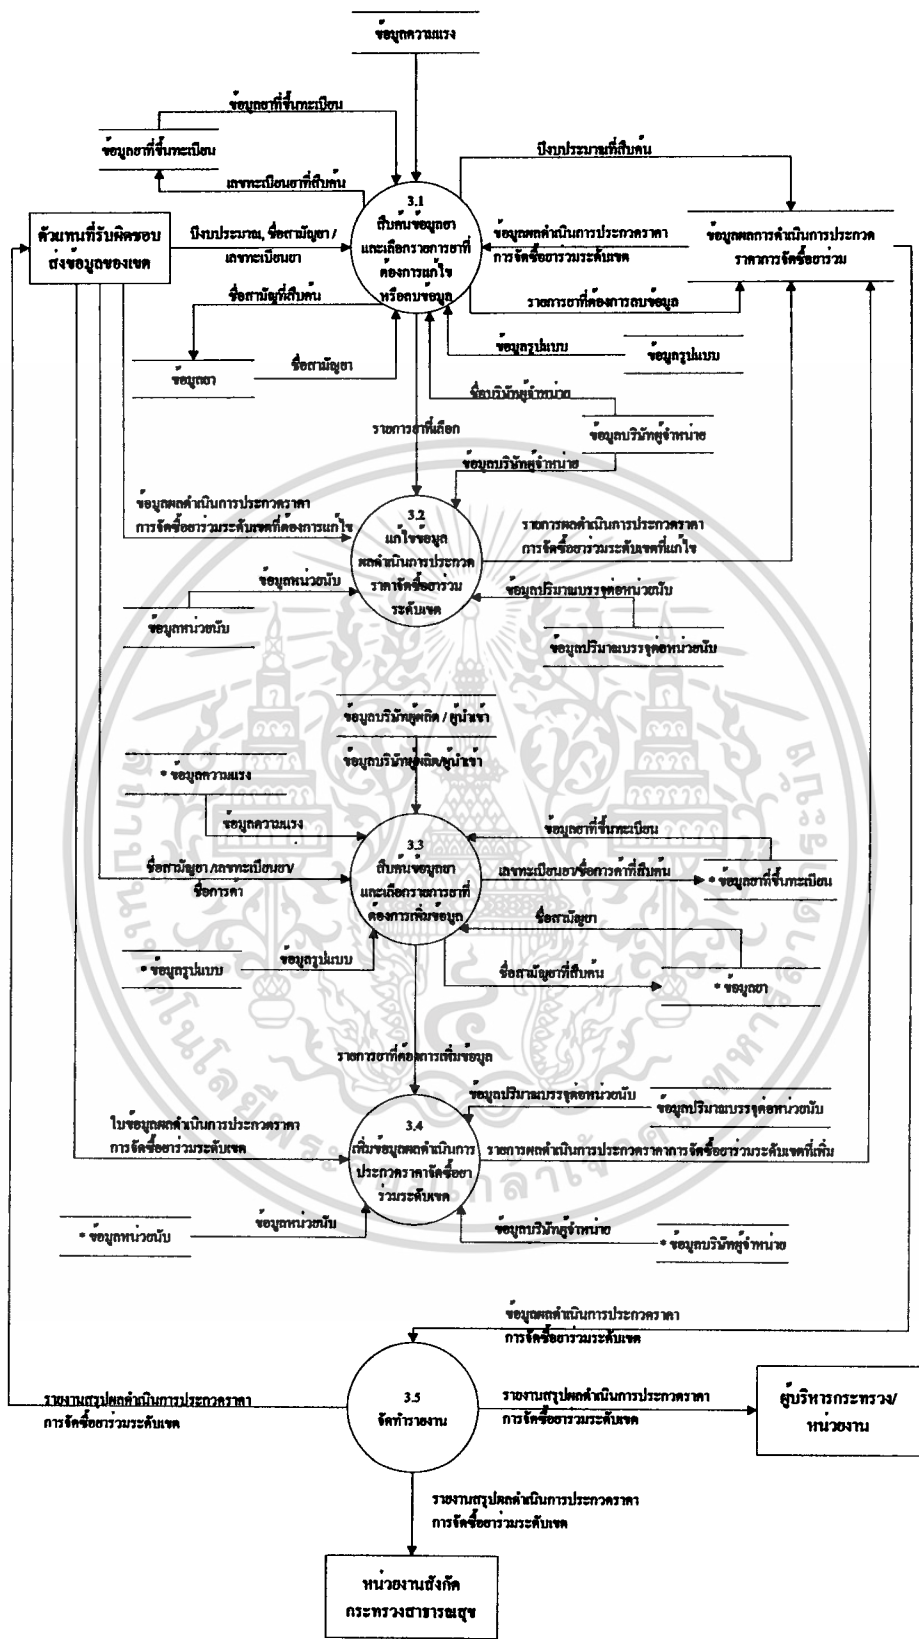 ข้อมูลความแรง
ข้อมูลยาที่ขึ้นทะเบียน
ข้อมูลยาที่ขึ้นทะเบียน
เลขทะเบียนยาที่สืบค้น
ปีงบประมาณที่สืบค้น
ตัวแทนที่รับผิดชอบ
ส่งข้อมูลของเขต
ปีงบประมาณ, ชื่อสามัญยา /
เลขทะเบียนยา
3.1
สืบค้นข้อมูลยา
และเลือกรายการยาที่
ต้องการแก้ไข
หรือลบข้อมูล
ข้อมูลผลดำเนินการประกวดราคา
การจัดซื้อยาร่วมระดับเขต
ข้อมูลผลการดำเนินการประกวด
ราคาการจัดซื้อยาร่วม
รายการยาที่ต้องการลบข้อมูล
ชื่อสามัญที่สืบค้น
ข้อมูลยา
ชื่อสามัญยา
ข้อมูลรูปแบบ
ข้อมูลรูปแบบ
ชื่อบริษัทผู้จำหน่าย
ข้อมูลบริษัทผู้จำหน่าย
รายการยาที่เลือก
ข้อมูลบริษัทผู้จำหน่าย
ข้อมูลผลดำเนินการประกวดราคา
การจัดซื้อยาร่วมระดับเขตที่ต้องการแก้ไข
3.2
แก้ไขข้อมูล
ผลดำเนินการประกวด
ราคาจัดซื้อยาร่วม
ระดับเขต
รายการผลดำเนินการประกวดราคา
การจัดซื้อยาร่วมระดับเขตที่แก้ไข
ข้อมูลหน่วยนับ
ข้อมูลหน่วยนับ
ข้อมูลปริมาณบรรจุต่อหน่วยนับ
ข้อมูลปริมาณบรรจุต่อหน่วยนับ
ข้อมูลบริษัทผู้ผลิต / ผู้นำเข้า
ข้อมูลบริษัทผู้ผลิต/ผู้นำเข้า
* ข้อมูลความแรง
ข้อมูลความแรง
ชื่อสามัญยา /เลขทะเบียนยา/
ชื่อการค้า
3.3
สืบค้นข้อมูลยา
และเลือกรายการยาที่
ต้องการเพิ่มข้อมูล
ข้อมูลยาที่ขึ้นทะเบียน
เลขทะเบียนยา/ชื่อการค้าที่สืบค้น
* ข้อมูลยาที่ขึ้นทะเบียน
ชื่อสามัญยา
* ข้อมูลรูปแบบ
ข้อมูลรูปแบบ
ชื่อสามัญยาที่สืบค้น
* ข้อมูลยา
รายการยาที่ต้องการเพิ่มข้อมูล
ข้อมูลปริมาณบรรจุต่อหน่วยนับ
ข้อมูลปริมาณบรรจุต่อหน่วยนับ
ใบข้อมูลผลดำเนินการประกวดราคา
การจัดซื้อยาร่วมระดับเขต
3.4
เพิ่มข้อมูลผลดำเนินการ
ประกวดราคาจัดซื้อยา
ร่วมระดับเขต
รายการผลดำเนินการประกวดราคาการจัดซื้อยาร่วมระดับเขตที่เพิ่ม
* ข้อมูลหน่วยนับ
ข้อมูลหน่วยนับ
ข้อมูลบริษัทผู้จำหน่าย
* ข้อมูลบริษัทผู้จำหน่าย
ข้อมูลผลดำเนินการประกวดราคา
การจัดซื้อยาร่วมระดับเขต
รายงานสรุปผลดำเนินการประกวดราคา
การจัดซื้อยาร่วมระดับเขต
3.5
จัดทำรายงาน
รายงานสรุปผลดำเนินการประกวดราคา
การจัดซื้อยาร่วมระดับเขต
ผู้บริหารกระทรวง/
หน่วยงาน
รายงานสรุปผลดำเนินการประกวดราคา
การจัดซื้อยาร่วมระดับเขต
หน่วยงานสังกัด
กระทรวงสาธารณสุข
สถาบันเทคโนโลยีพระจอมเกล้าเจ้าคุณทหารลาดกระบัง